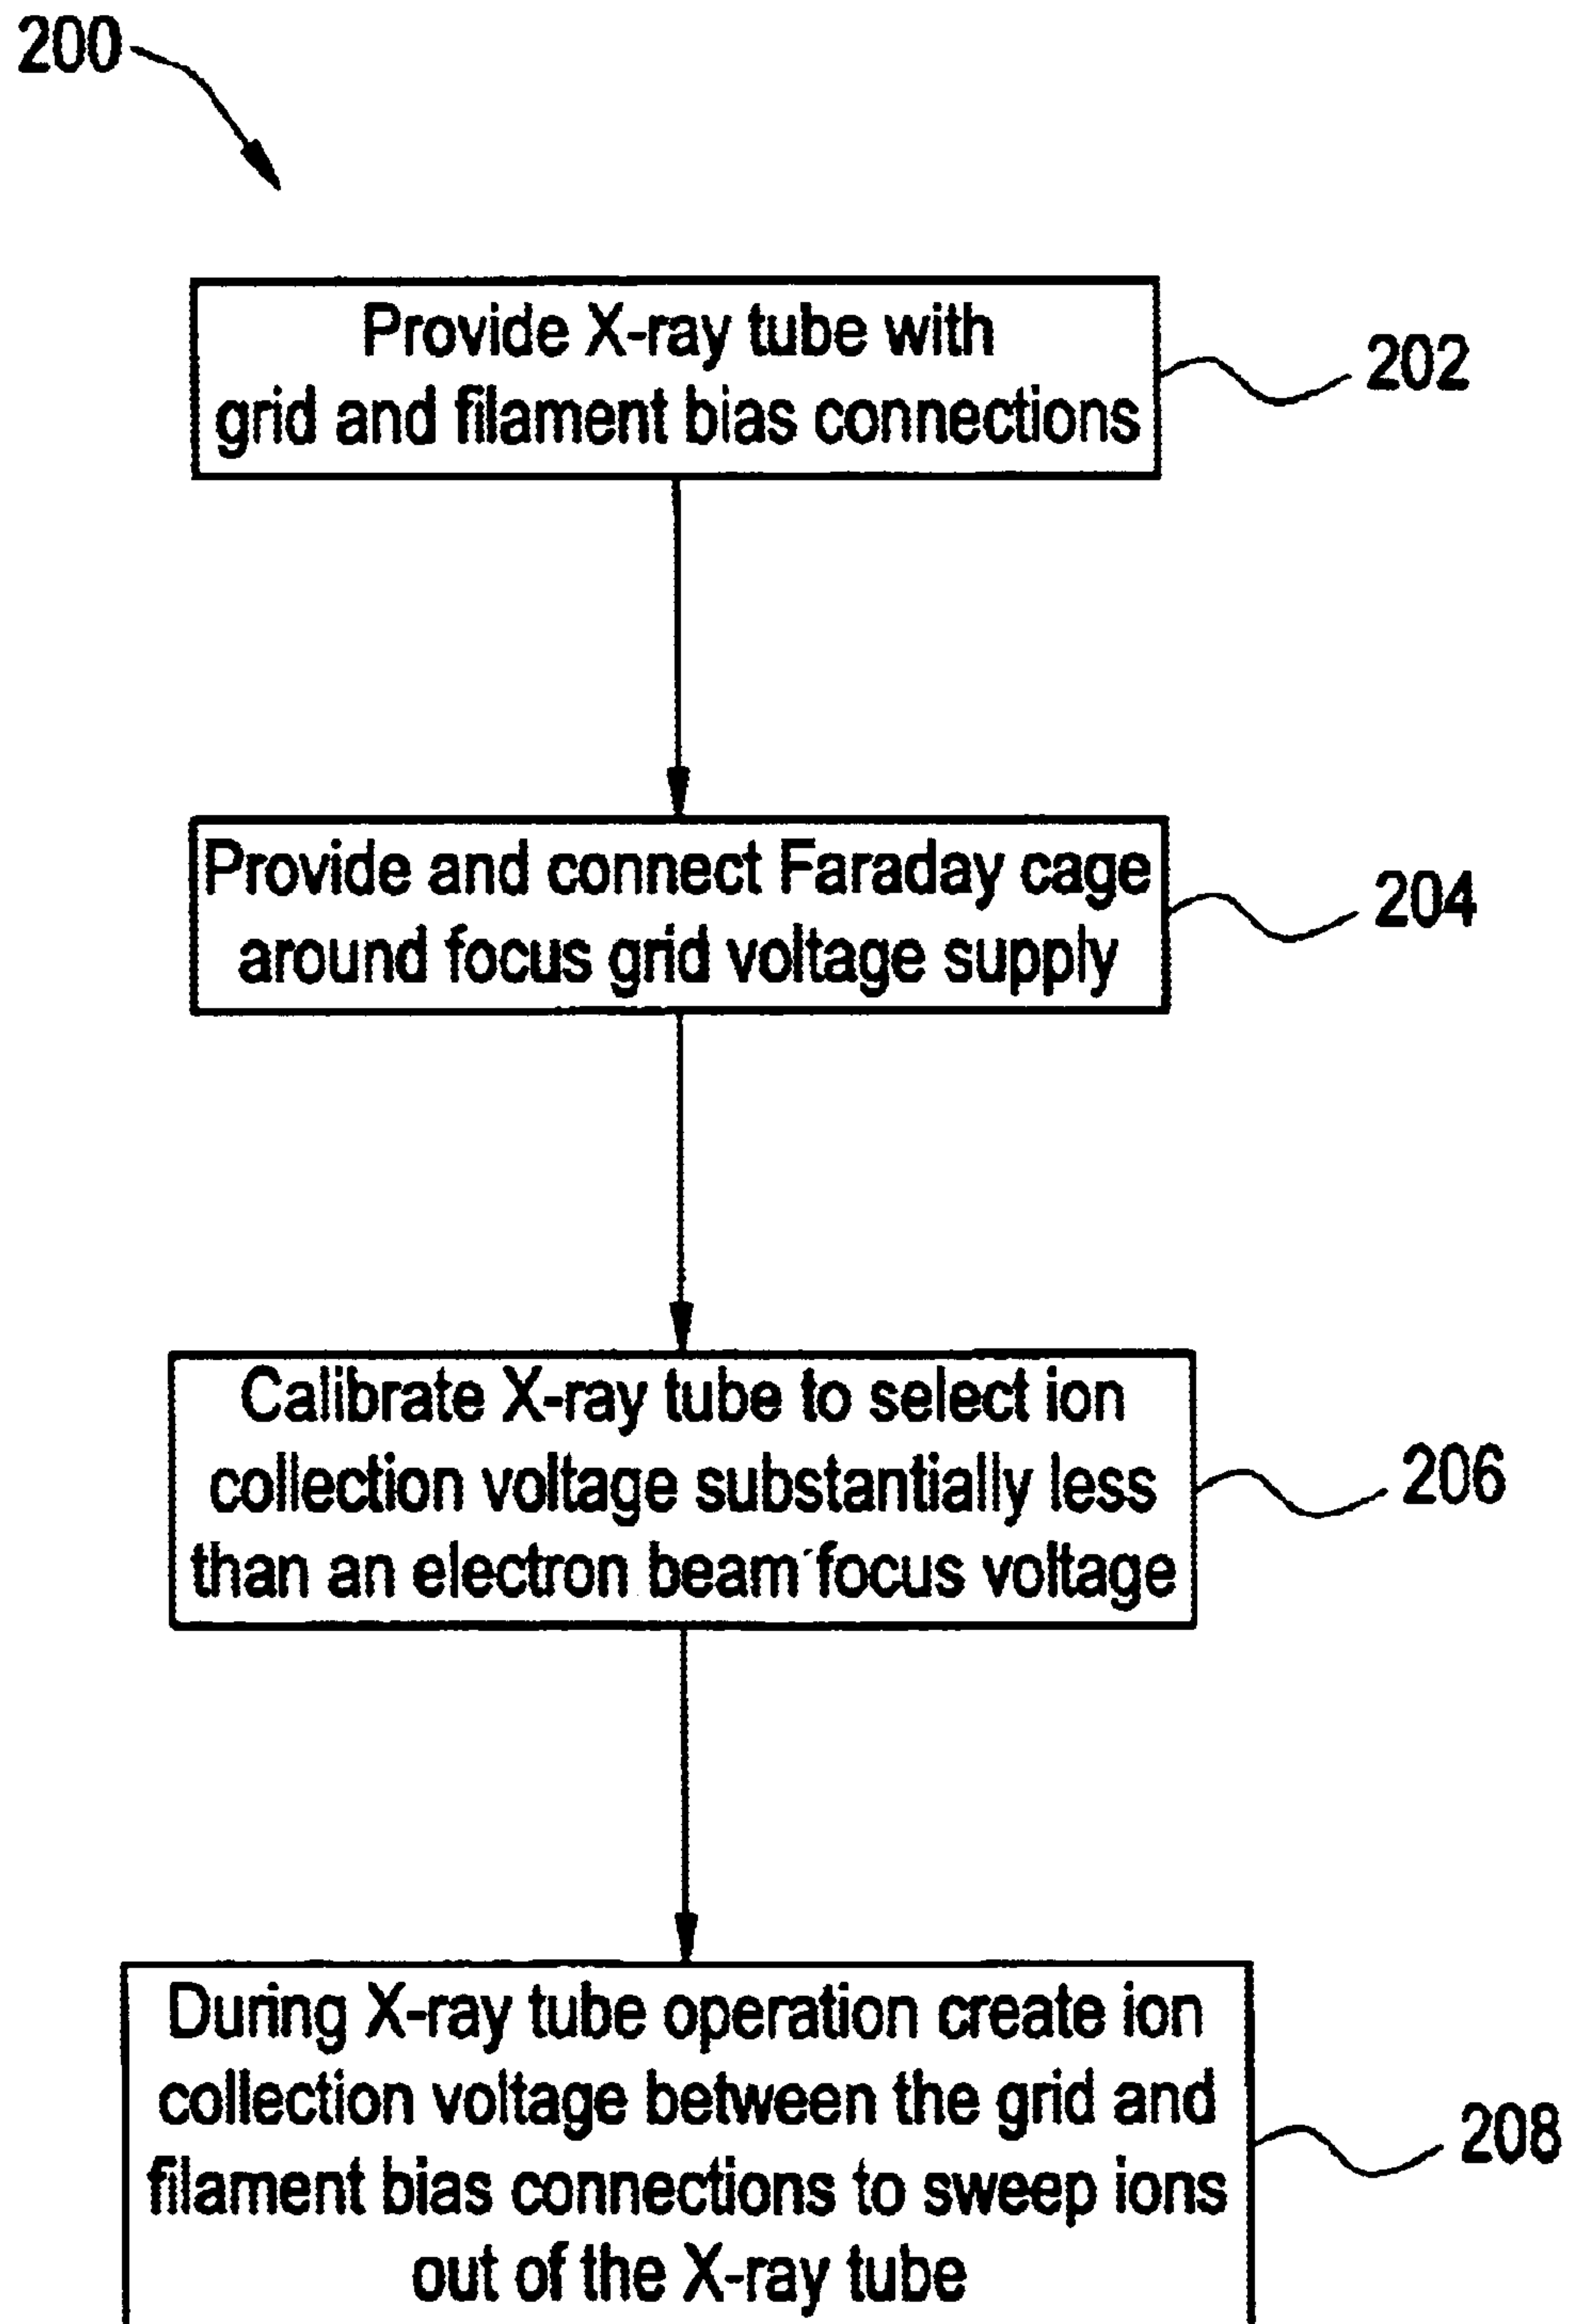 200
Provide X-ray tube with
grid and filament bias connections
202
Provide and connect Faraday cage
around focus grid voltage supply
204
Calibrate X-ray tube to select ion
collection voltage substantially less
than an electron beam focus voltage
206
During X-ray tube operation create ion
collection voltage between the grid and
filament bias connections to sweep ions
out of the X-ray tube
208